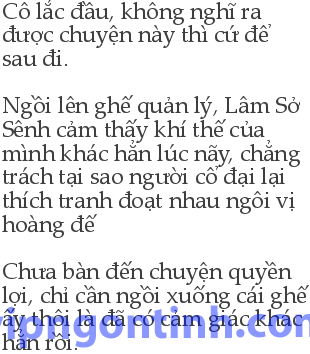 Cô lắc đầu, không nghĩ ra
được chuyện này thì cứ để
sau đi.
Ngồi lên ghế quản lý, Lâm Sở
Sênh cảm thấy khí thế của
mình khác hẳn lúc nãy, chẳng
trách tại sao người cổ đại lại
thích tranh đoạt nhau ngôi vị
hoàng đế
Chưa bàn đến chuyện quyền
lợi, chỉ cần ngồi xuống cái ghế
ấy thôi là đã có cảm giác khác
hẳn rồi.
vipngontinh.com